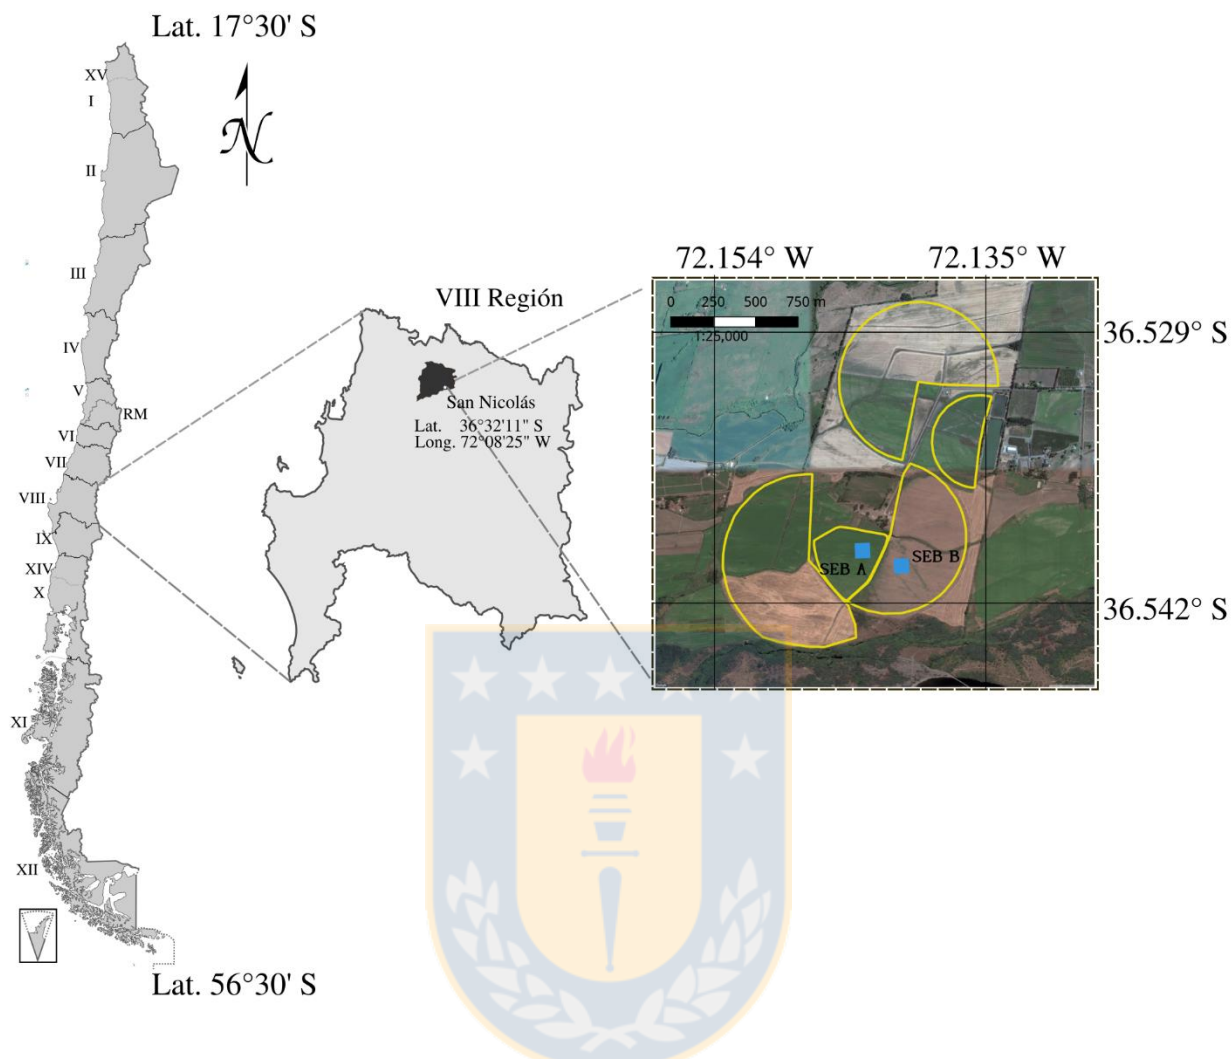 Lat. 17°30' S
XV
I
N
II
III
IV
V
RM
VI
VII
VIII
IX
XIV
X
XI
XII
Lat. 56°30' S
VIII Región
San Nicolás
Lat. 36°32'11" S
Long. 72°08'25" W
72.154° W 72.135° W
0 250 500 750 m
1:25,000
36.529° S
SEB A
SEB B
36.542° S